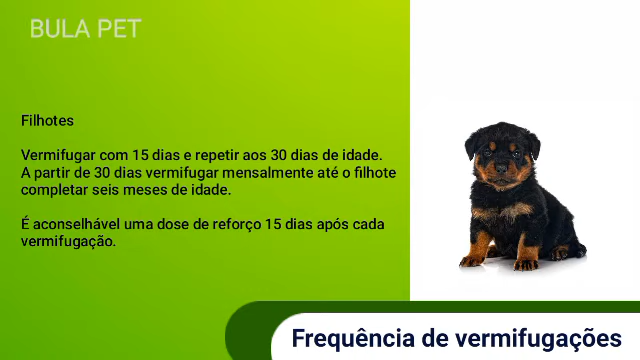 BULA PET
Filhotes
Vermifugar com 15 dias e repetir aos 30 dias de idade.
A partir de 30 dias vermifugar mensalmente até o filhote
completar seis meses de idade.
É aconselhável uma dose de reforço 15 dias após cada
vermifugação.
Frequência de vermifugações